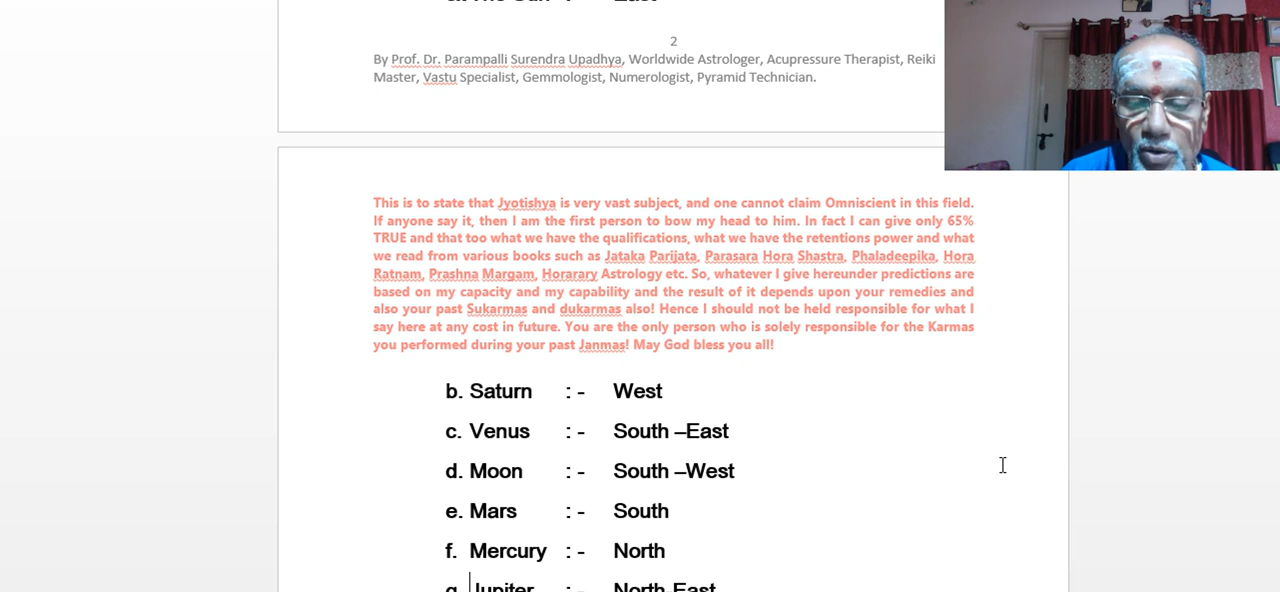 a. The Sun : - East
2
By Prof. Dr. Parampalli Surendra Upadhya, Worldwide Astrologer, Acupressure Therapist, Reiki
Master, Vastu Specialist, Gemmologist, Numerologist, Pyramid Technician.
This is to state that Jyotishya is very vast subject, and one cannot claim Omniscient in this field.
If anyone say it, then I am the first person to bow my head to him. In fact I can give only 65%
TRUE and that too what we have the qualifications, what we have the retentions power and what
we read from various books such as Jataka Parijata, Parasara Hora Shastra, Phaladeepika, Hora
Ratnam, Prashna Margam, Horarary Astrology etc. So, whatever I give hereunder predictions are
based on my capacity and my capability and the result of it depends upon your remedies and
also your past Sukarmas and dukarmas also! Hence I should not be held responsible for what I
say here at any cost in future. You are the only person who is solely responsible for the Karmas
you performed during your past Janmas! May God bless you all!
b. Saturn : - West
c. Venus : - South –East
d. Moon : - South –West
e. Mars : - South
f. Mercury : - North
g. Jupiter : - North-East